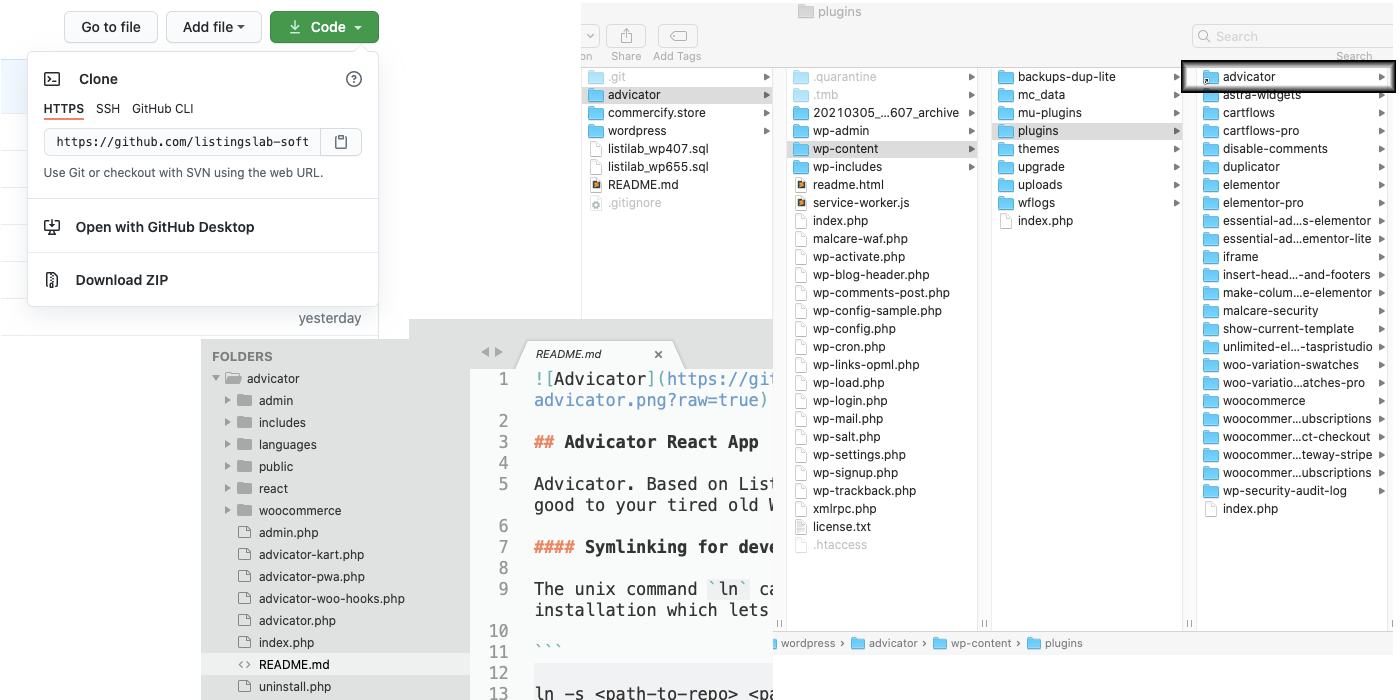 Go to file
Add file
Code
Clone
HTTPS SSH GitHub CLI
https://github.com/listingslab-soft
Use Git or checkout with SVN using the web URL.
Open with GitHub Desktop
Download ZIP
yesterday
plugins
on
Share
Add Tags
Search
Search
.git
advicator
commercify.store
wordpress
listilab_wp407.sql
listilab_wp655.sql
README.md
.gitignore
.quarantine
.tmb
20210305_...607_archive
wp-admin
wp-content
wp-includes
readme.html
service-worker.js
index.php
malcare-waf.php
wp-activate.php
wp-blog-header.php
wp-comments-post.php
wp-config-sample.php
wp-config.php
wp-cron.php
wp-links-opml.php
wp-load.php
wp-login.php
wp-mail.php
wp-salt.php
wp-settings.php
wp-signup.php
wp-trackback.php
xmlrpc.php
license.txt
.htaccess
backups-dup-lite
mc_data
mu-plugins
plugins
themes
upgrade
uploads
wflogs
index.php
advicator
astra-widgets
cartflows
cartflows-pro
disable-comments
duplicator
elementor
elementor-pro
essential-ad...s-elementor
essential-ad...ementor-lite
iframe
insert-head...-and-footers
make-colum...e-elementor
malcare-security
show-current-template
unlimited-el...-taspristudio
woo-variation-swatches
woo-variatio...atches-pro
woocommerce
woocommer...ubscriptions
woocommer...ct-checkout
woocommer...teway-stripe
woocommer...ubscriptions
wp-security-audit-log
index.php
wordpress › advicator › wp-content › plugins
FOLDERS
advicator
admin
includes
languages
public
react
woocommerce
admin.php
advicator-kart.php
advicator-pwa.php
advicator-woo-hooks.php
advicator.php
index.php
<> README.md
uninstall.php
README.md ×
1 ![Advicator](https://git
advicator.png?raw=true)
2
3 ## Advicator React App
4
5 Advicator. Based on List
good to your tired old W
6
7 #### Symlinking for deve
8
9 The unix command `ln` ca
installation which lets
10
11 ```
12
13 ln -s <path-to-repo> <pa